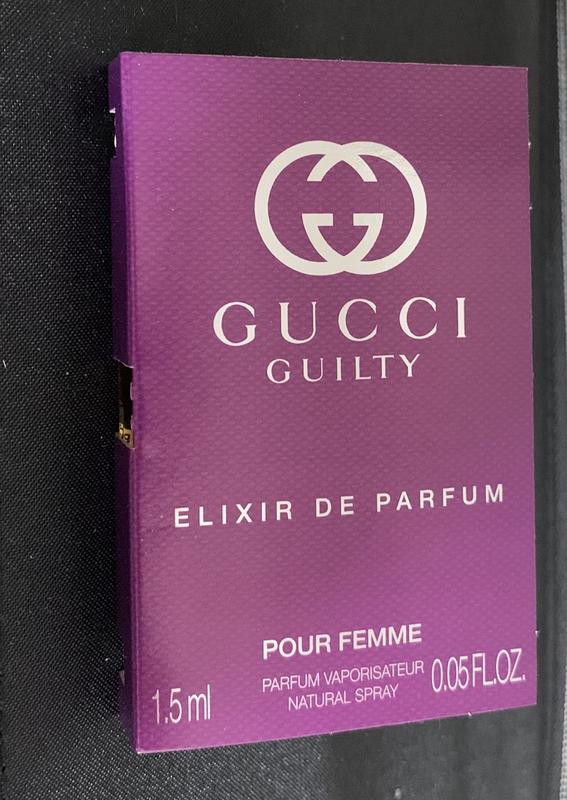 GUCCI
GUILTY
ELIXIR DE PARFUM
POUR FEMME
PARFUM VAPORISATEUR
NATURAL SPRAY
1.5 ml
0.05 FL.OZ.